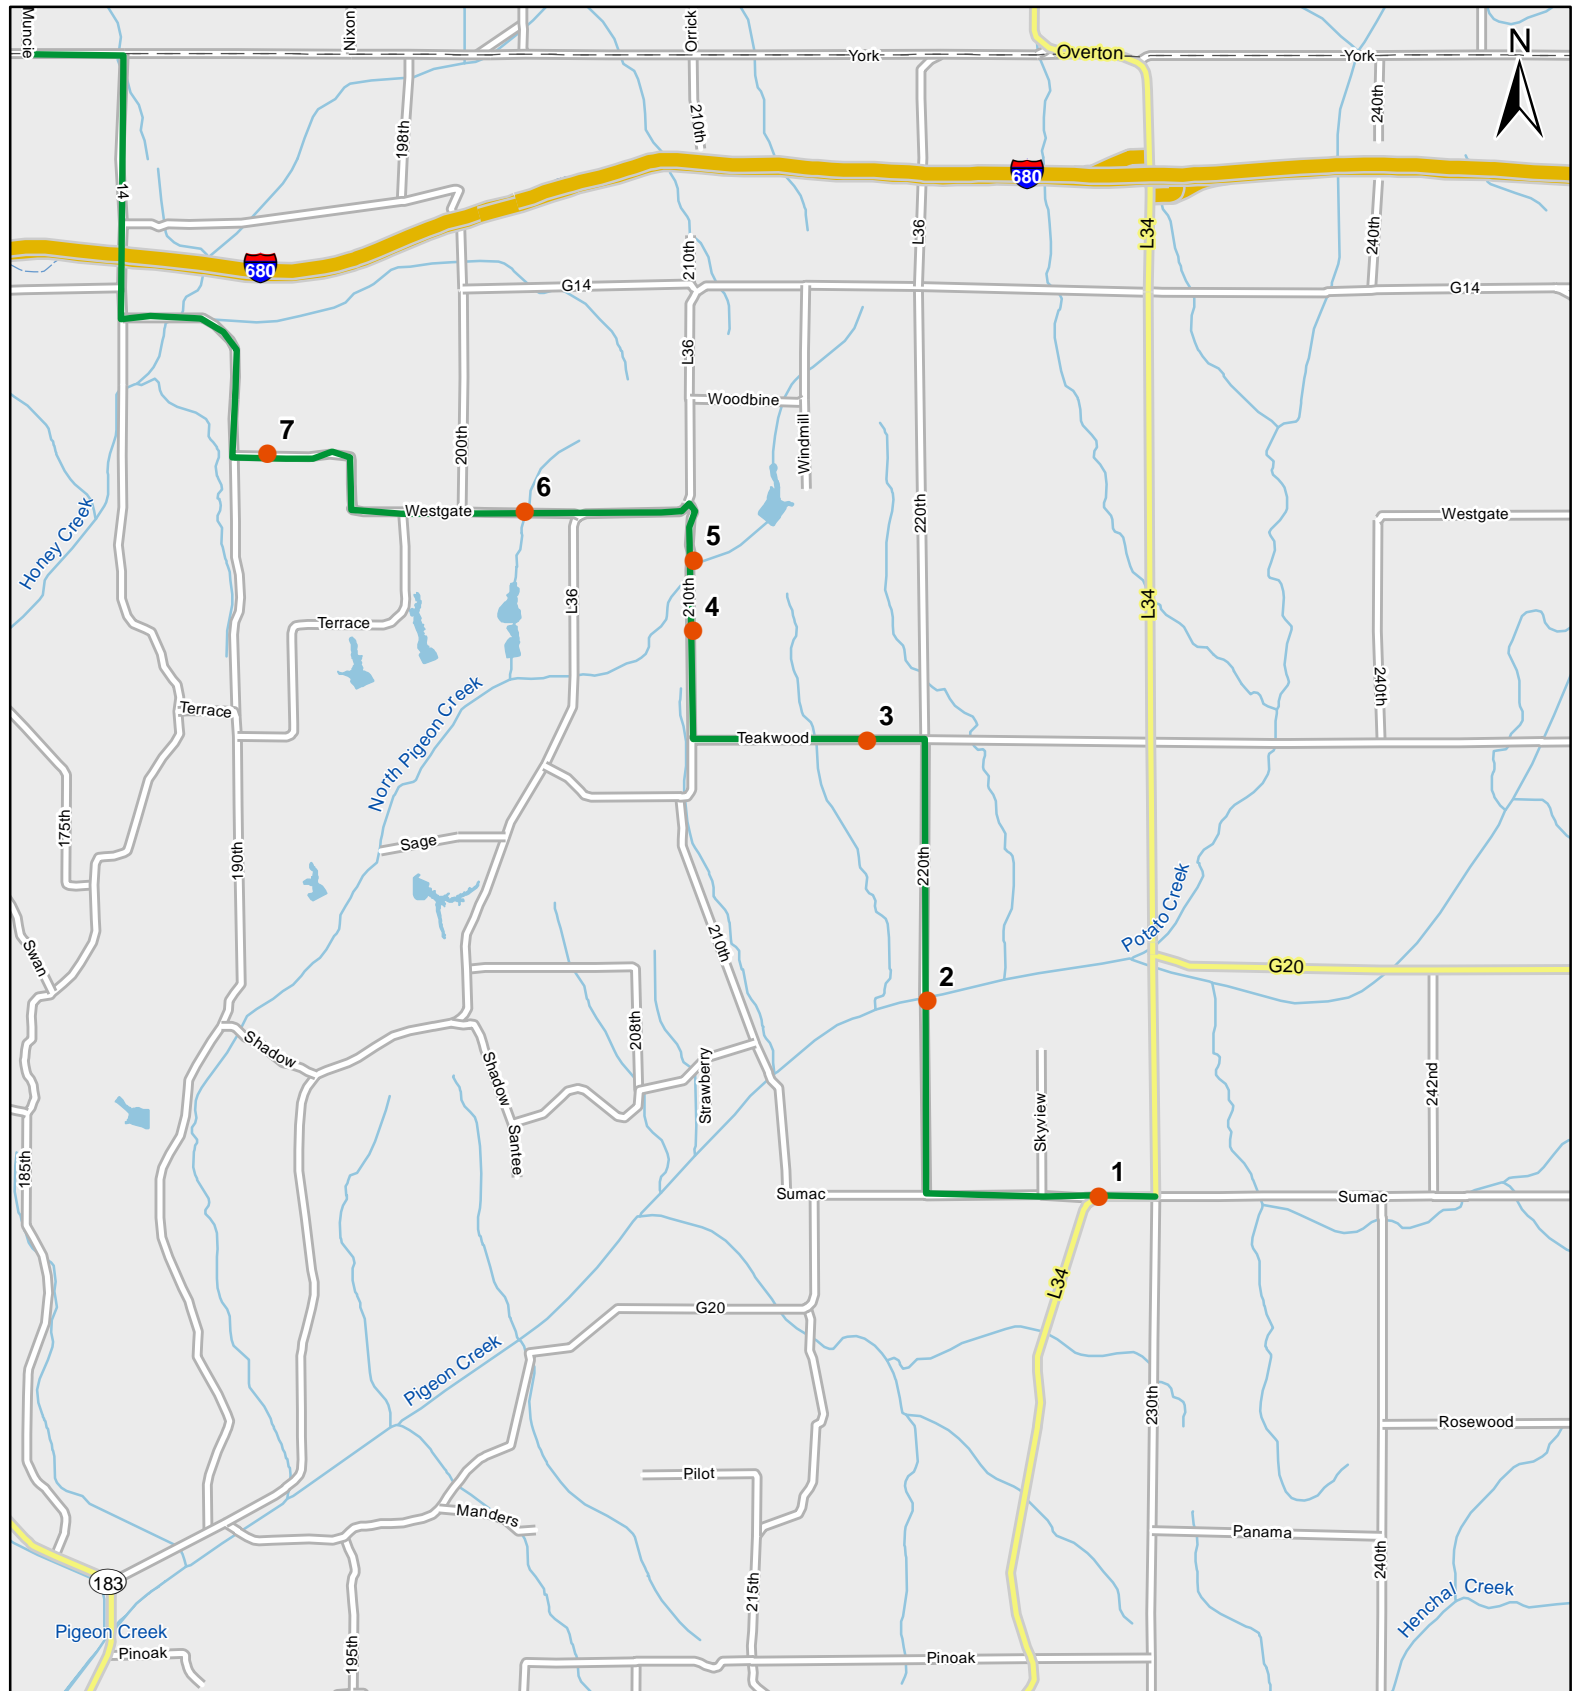 Muncie
Nixon
Orrick
York
Overton
York
N
198th
210th
240th
14
680
680
L36
L34
210th
240th
G14
G14
L36
Woodbine
Windmill
200th
7
6
Westgate
220th
Westgate
5
Honey Creek
L36
210th
4
L34
Terrace
Terrace
240th
North Pigeon Creek
Teakwood
3
175th
Sage
190th
220th
Potato Creek
Swan
210th
2
G20
Shadow
208th
Shadow
Strawberry
Skyview
242nd
Santee
185th
1
Sumac
Sumac
L34
G20
Pigeon Creek
230th
Rosewood
Pilot
Manders
Panama
240th
183
215th
Henchal Creek
Pigeon Creek
Pinoak
195th
Pinoak